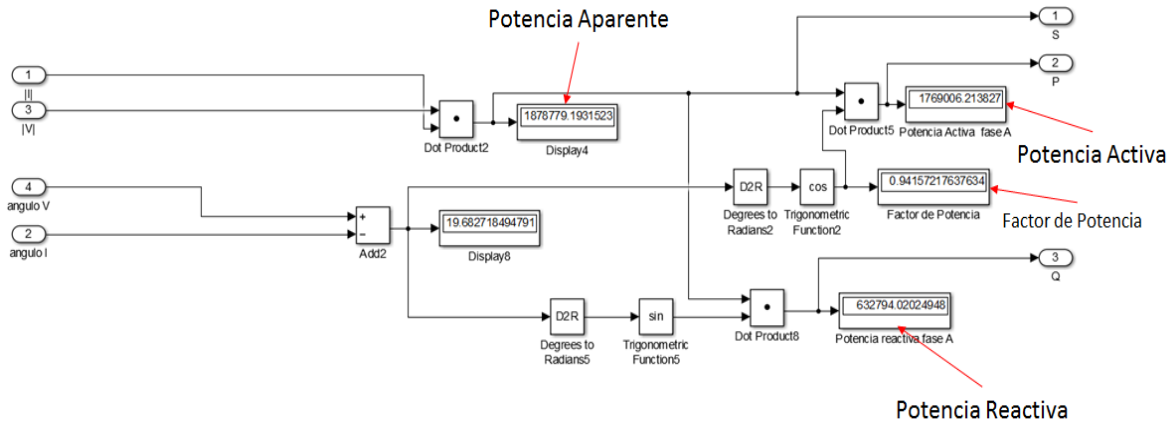 Potencia Aparente
1
S
1
|I|
2
P
3
|V|
Dot Product2
1878779.1931523
Display4
Dot Product5
1769006.213827
Potencia Activa fase A
Potencia Activa
4
angulo V
D2R
Degrees to
Radians2
cos
Trigonometric
Function2
0.94157217637634
Factor de Potencia
Factor de Potencia
2
angulo I
+
−
Add2
19.682718494791
Display8
3
Q
D2R
Degrees to
Radians5
sin
Trigonometric
Function5
Dot Product8
632794.02024948
Potencia reactiva fase A
Potencia Reactiva